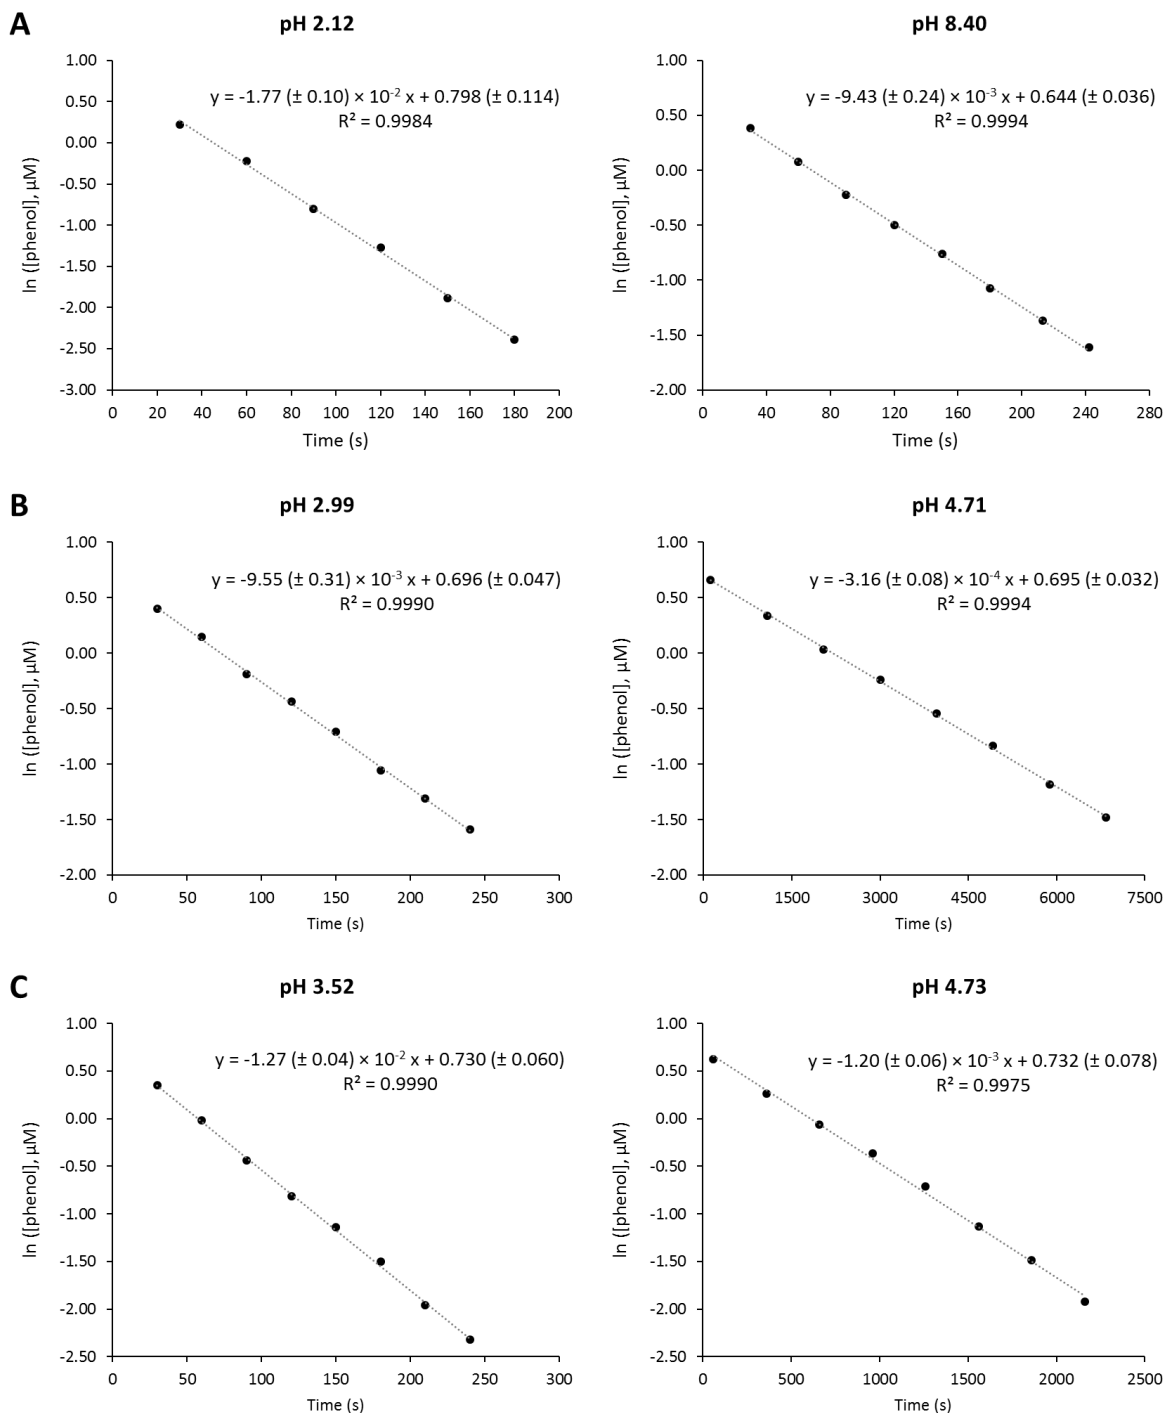 A
pH 2.12
y = -1.77 (± 0.10) × 10⁻² x + 0.798 (± 0.114)
R² = 0.9984
ln ([phenol], µM)
1.00
0.50
0.00
-0.50
-1.00
-1.50
-2.00
-2.50
-3.00
0 20 40 60 80 100 120 140 160 180 200
Time (s)
pH 8.40
y = -9.43 (± 0.24) × 10⁻³ x + 0.644 (± 0.036)
R² = 0.9994
ln ([phenol], µM)
1.00
0.50
0.00
-0.50
-1.00
-1.50
-2.00
0 40 80 120 160 200 240 280
Time (s)
B
pH 2.99
y = -9.55 (± 0.31) × 10⁻³ x + 0.696 (± 0.047)
R² = 0.9990
ln ([phenol], µM)
1.00
0.50
0.00
-0.50
-1.00
-1.50
-2.00
0 50 100 150 200 250 300
Time (s)
pH 4.71
y = -3.16 (± 0.08) × 10⁻⁴ x + 0.695 (± 0.032)
R² = 0.9994
ln ([phenol], µM)
1.00
0.50
0.00
-0.50
-1.00
-1.50
-2.00
0 1500 3000 4500 6000 7500
Time (s)
C
pH 3.52
y = -1.27 (± 0.04) × 10⁻² x + 0.730 (± 0.060)
R² = 0.9990
ln ([phenol], µM)
1.00
0.50
0.00
-0.50
-1.00
-1.50
-2.00
-2.50
0 50 100 150 200 250 300
Time (s)
pH 4.73
y = -1.20 (± 0.06) × 10⁻³ x + 0.732 (± 0.078)
R² = 0.9975
ln ([phenol], µM)
1.00
0.50
0.00
-0.50
-1.00
-1.50
-2.00
-2.50
0 500 1000 1500 2000 2500
Time (s)